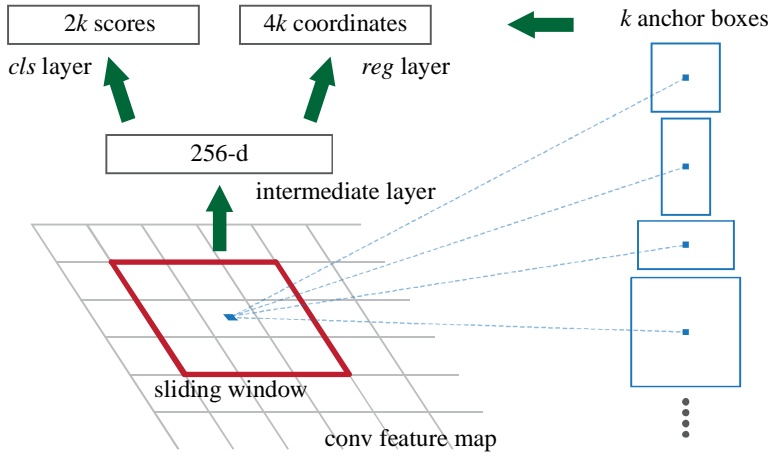 2k scores
4k coordinates
k anchor boxes
cls layer
reg layer
256-d
intermediate layer
sliding window
conv feature map